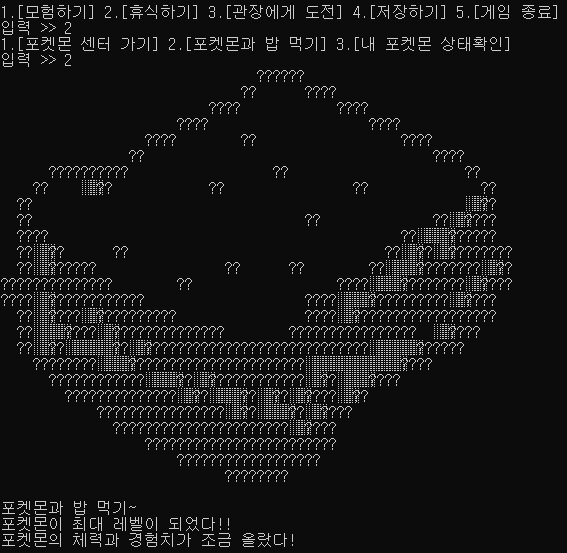 1.[모험하기] 2.[휴식하기] 3.[관장에게 도전] 4.[저장하기] 5.[게임 종료]
입력 >> 2
1.[포켓몬 센터 가기] 2.[포켓몬과 밥 먹기] 3.[내 포켓몬 상태확인]
입력 >> 2
포켓몬과 밥 먹기~
포켓몬이 최대 레벨이 되었다!!
포켓몬의 체력과 경험치가 조금 올랐다!